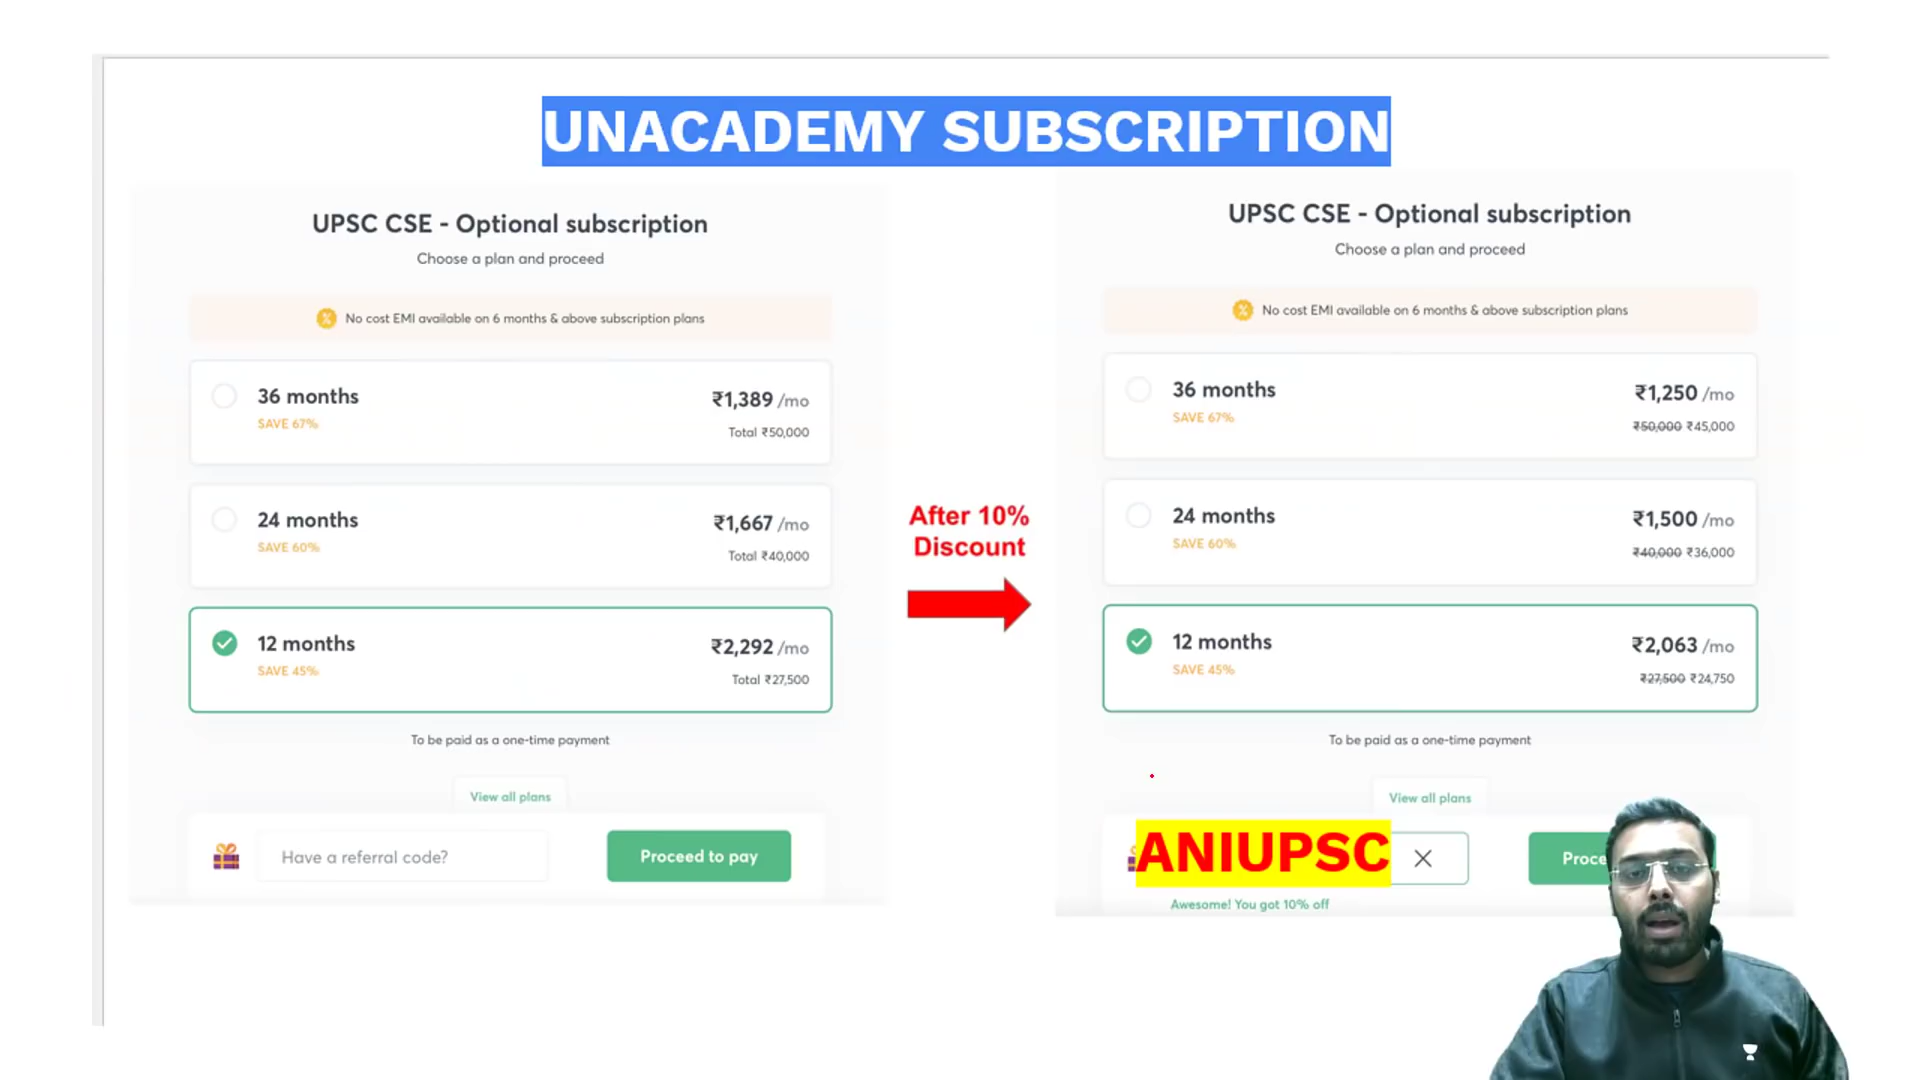 UNACADEMY SUBSCRIPTION
UPSC CSE - Optional subscription
Choose a plan and proceed
No cost EMI available on 6 months & above subscription plans
36 months
₹1,389 /mo
SAVE 67%
Total ₹50,000
24 months
₹1,667 /mo
SAVE 60%
Total ₹40,000
12 months
₹2,292 /mo
SAVE 45%
Total ₹27,500
To be paid as a one-time payment
View all plans
Have a referral code?
Proceed to pay
After 10%
Discount
UPSC CSE - Optional subscription
Choose a plan and proceed
No cost EMI available on 6 months & above subscription plans
36 months
₹1,250 /mo
SAVE 67%
₹50,000 ₹45,000
24 months
₹1,500 /mo
SAVE 60%
₹40,000 ₹36,000
12 months
₹2,063 /mo
SAVE 45%
₹27,500 ₹24,750
To be paid as a one-time payment
View all plans
ANIUPSC
Proce
Awesome! You got 10% off